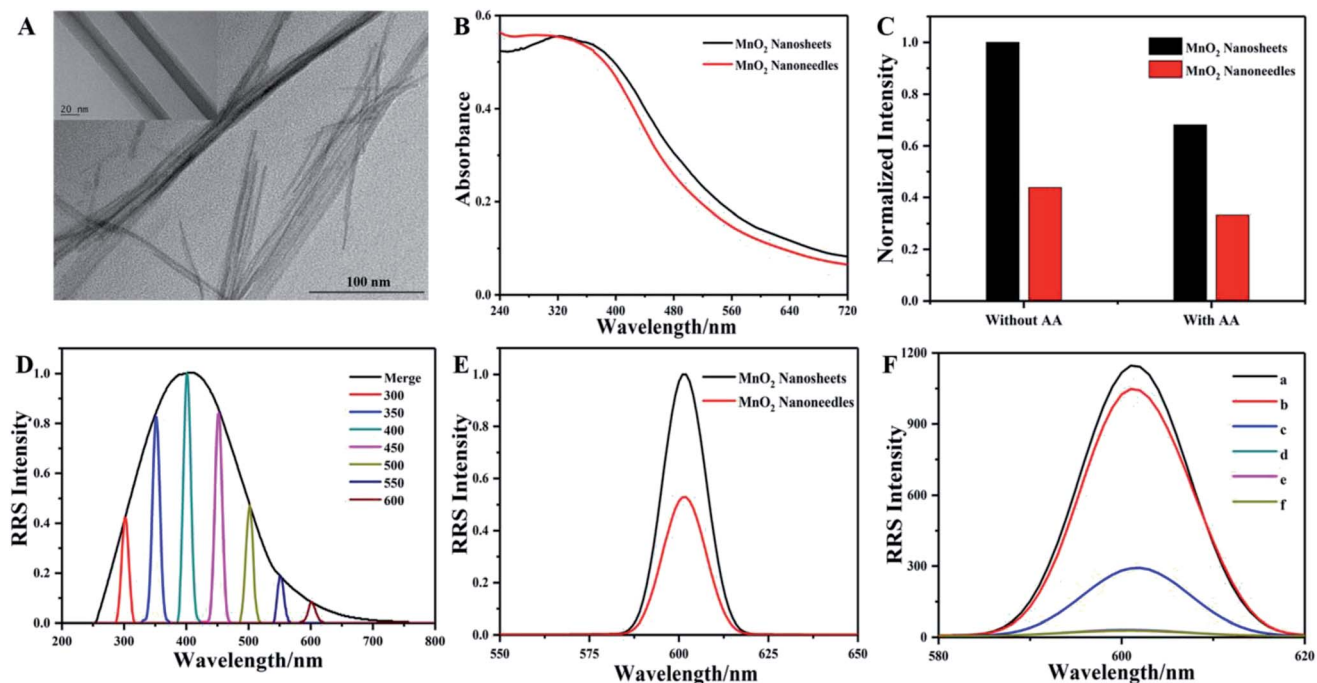 A
20 nm
100 nm
B
0.6
0.4
0.2
0.0
Absorbance
MnO₂ Nanosheets
MnO₂ Nanoneedles
240 320 400 480 560 640 720
Wavelength/nm
C
1.0
0.8
0.6
0.4
0.2
0.0
Normalized Intensity
MnO₂ Nanosheets
MnO₂ Nanoneedles
Without AA With AA
D
1.0
0.8
0.6
0.4
0.2
0.0
RRS Intensity
Merge
300
350
400
450
500
550
600
200 300 400 500 600 700 800
Wavelength/nm
E
1.0
0.8
0.6
0.4
0.2
0.0
RRS Intensity
MnO₂ Nanosheets
MnO₂ Nanoneedles
550 575 600 625 650
Wavelength/nm
F
1200
900
600
300
0
RRS Intensity
a
b
c
d
e
f
580 600 620
Wavelength/nm